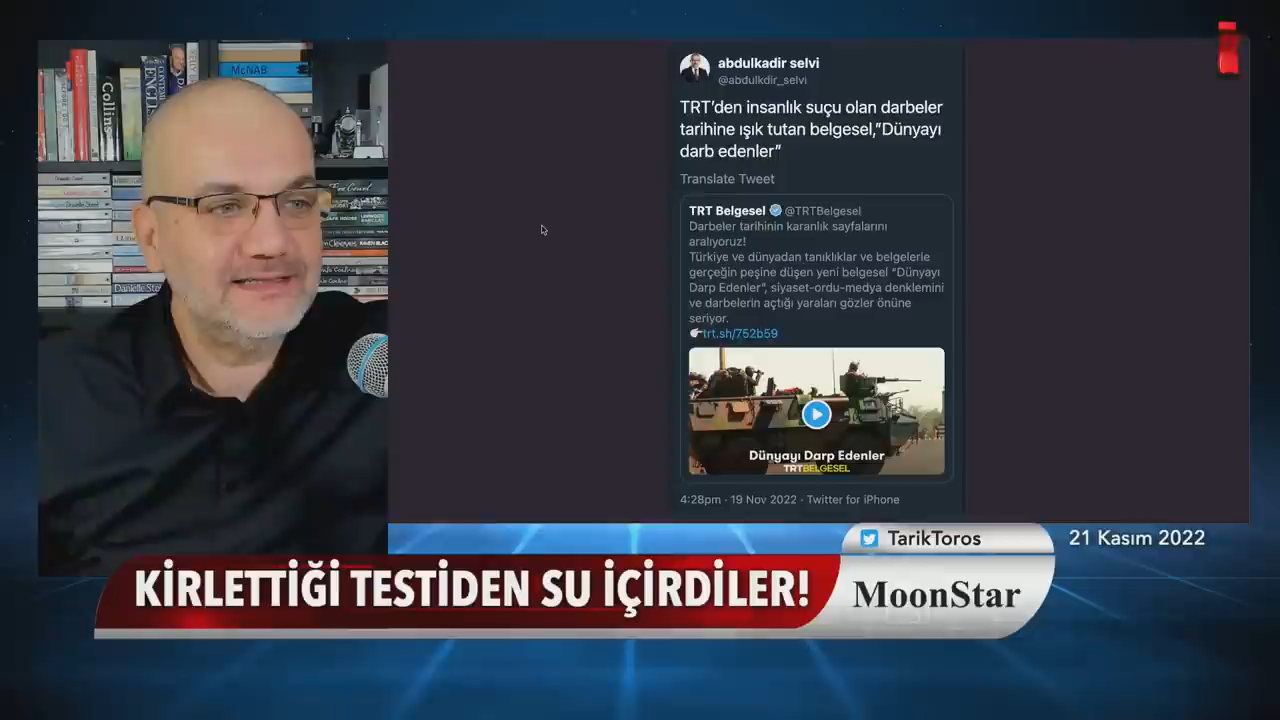 McNAB
Collins
abdulkadir selvi
@abdulkdir_selvi
TRT'den insanlık suçu olan darbeler
tarihine ışık tutan belgesel,"Dünyayı
darb edenler"
Translate Tweet
TRT Belgesel @TRTBelgesel
Darbeler tarihinin karanlık sayfalarını
aralıyoruz!
Türkiye ve dünyadan tanıklıklar ve belgelerle
gerçeğin peşine düşen yeni belgesel "Dünyayı
Darp Edenler", siyaset-ordu-medya denklemini
ve darbelerin açtığı yaraları gözler önüne
seriyor.
trt.sh/752b59
Dünyayı Darp Edenler
TRTBELGESEL
4:28pm · 19 Nov 2022 · Twitter for iPhone
TarikToros
21 Kasım 2022
KİRLETTİĞİ TESTİDEN SU İÇİRDİLER!
MoonStar